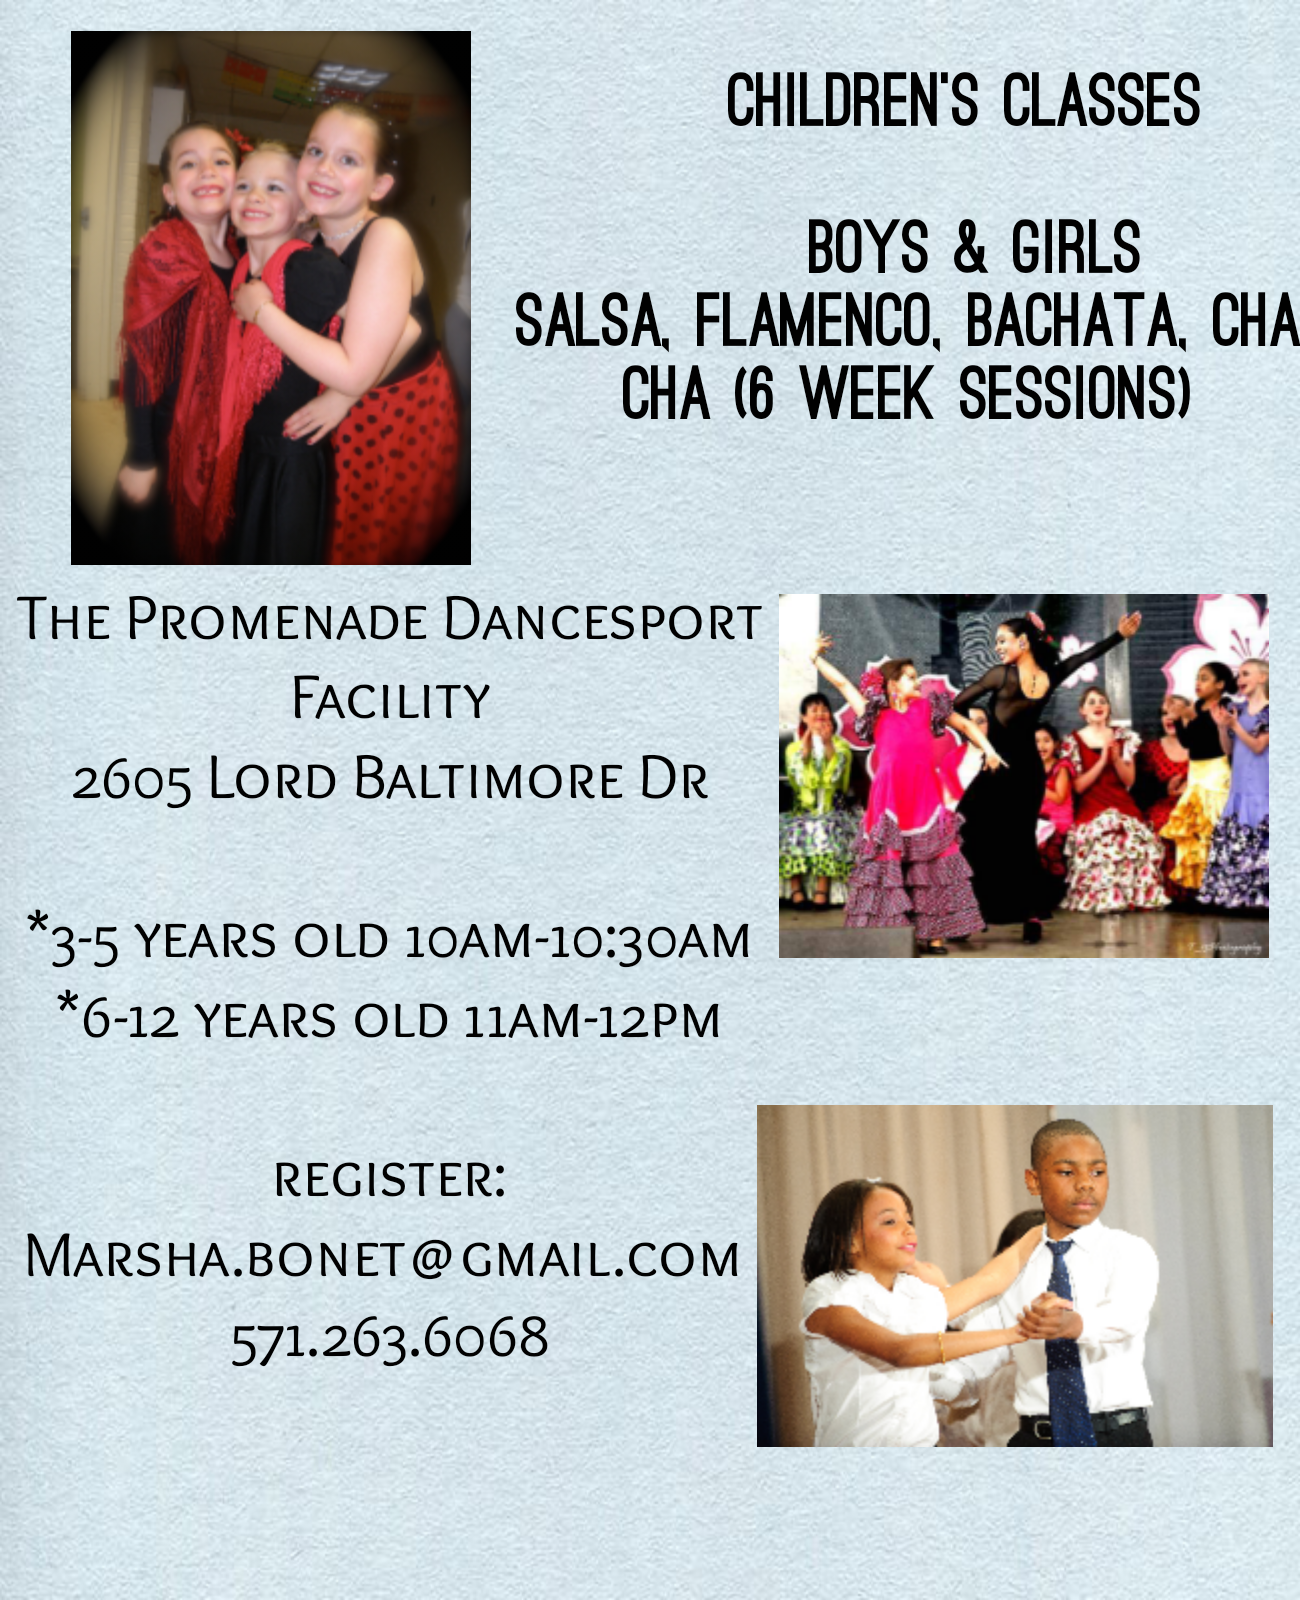 CHILDREN'S CLASSES
BOYS & GIRLS
SALSA, FLAMENCO, BACHATA, CHA
CHA (6 WEEK SESSIONS)
The Promenade Dancesport
Facility
2605 Lord Baltimore Dr
*3-5 years old 10am-10:30am
*6-12 years old 11am-12pm
register:
Marsha.bonet@gmail.com
571.263.6068